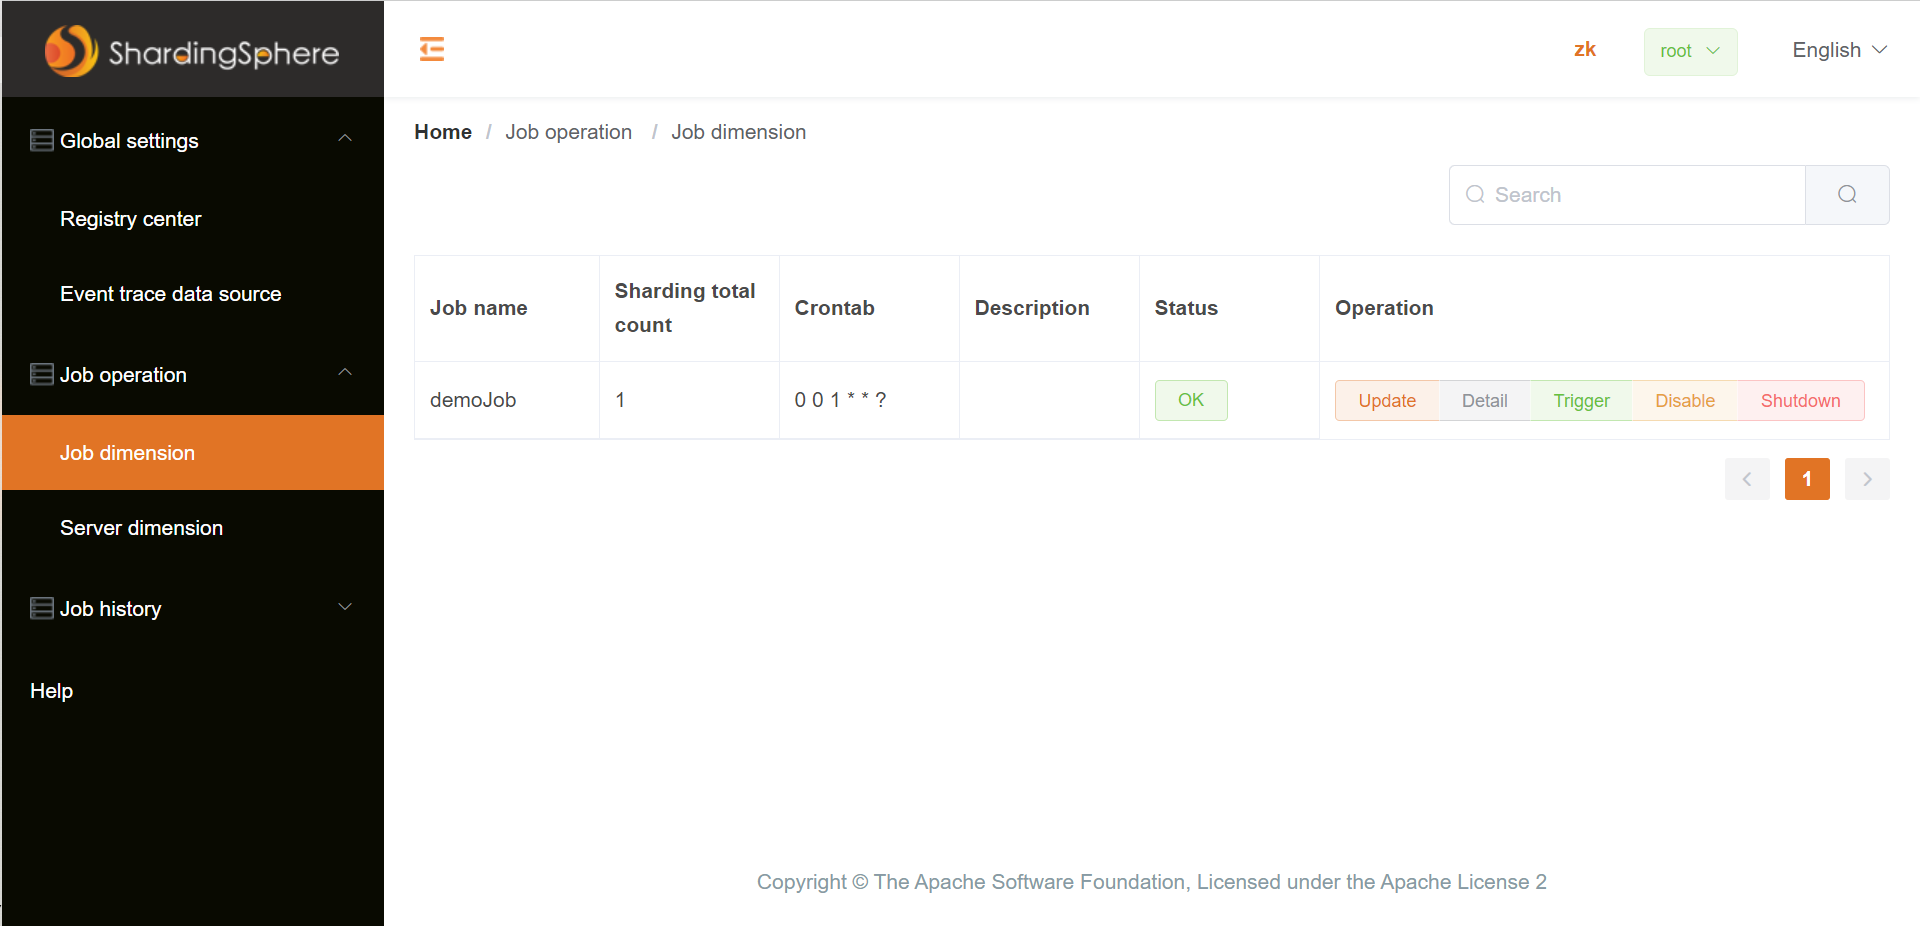 ShardingSphere
zk
root
English
Global settings
Registry center
Event trace data source
Job operation
Job dimension
Server dimension
Job history
Help
Home / Job operation / Job dimension
Search
Job name
Sharding total
count
Crontab
Description
Status
Operation
demoJob
1
0 0 1 * * ?
OK
Update
Detail
Trigger
Disable
Shutdown
1
Copyright © The Apache Software Foundation, Licensed under the Apache License 2